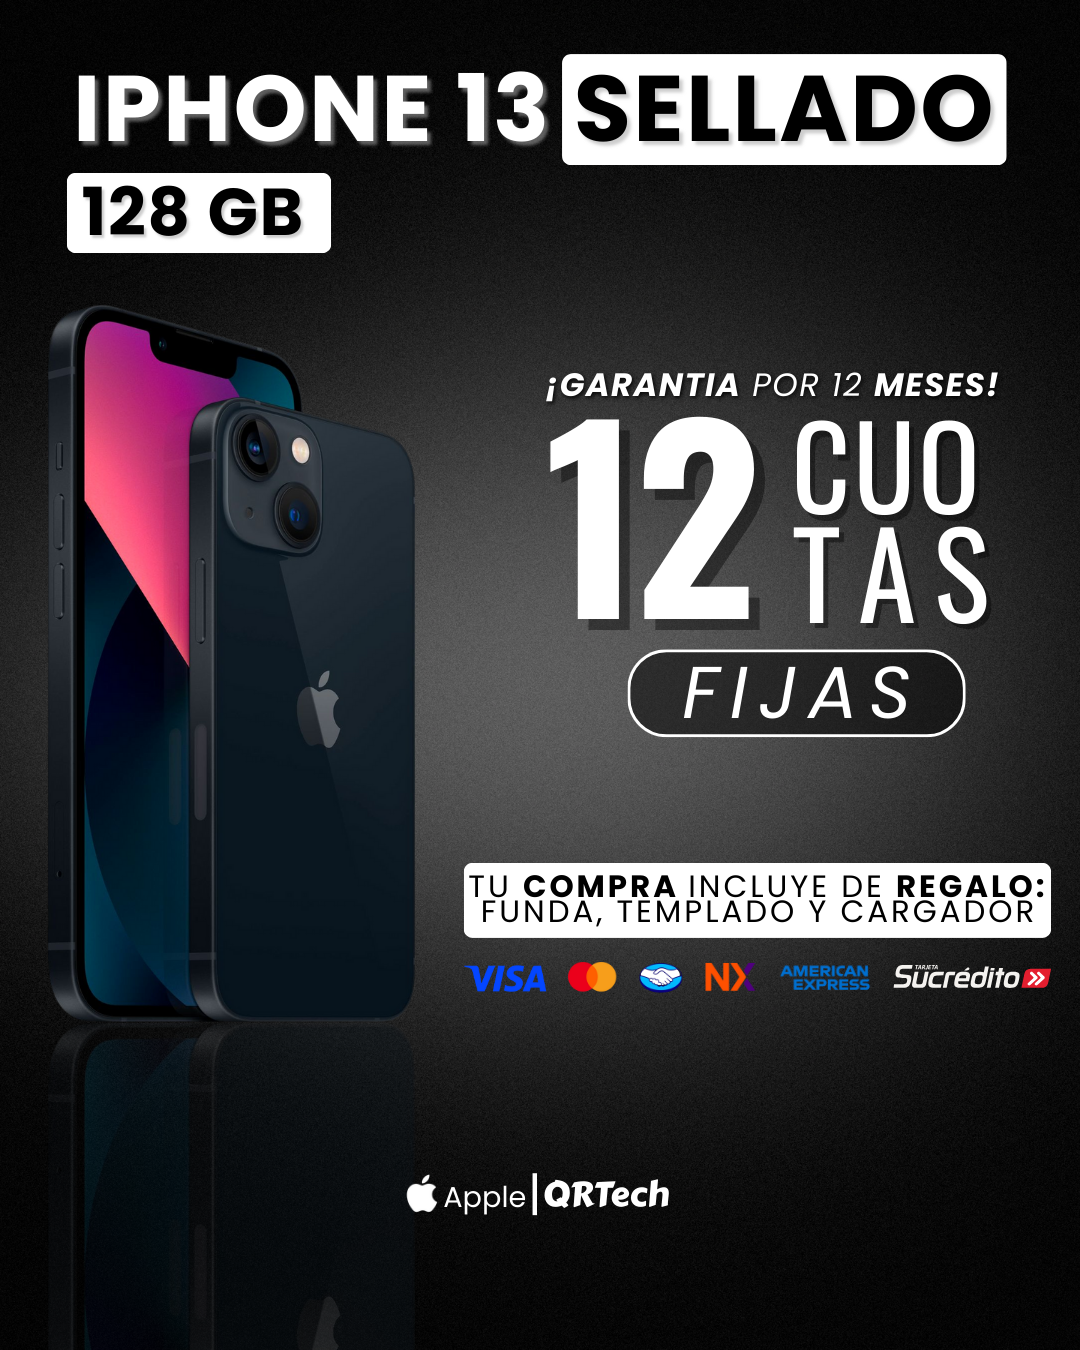 IPHONE 13 SELLADO
128 GB
¡GARANTIA POR 12 MESES!
12 CUO
TAS
FIJAS
TU COMPRA INCLUYE DE REGALO:
FUNDA, TEMPLADO Y CARGADOR
VISA NX AMERICAN EXPRESS TARJETA Sucrédito
Apple | QRTech